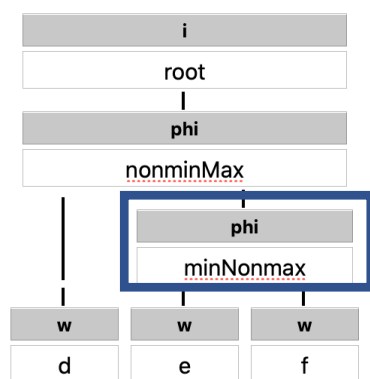 i
root
phi
nonminMax
phi
minNonmax
w w w
d e f